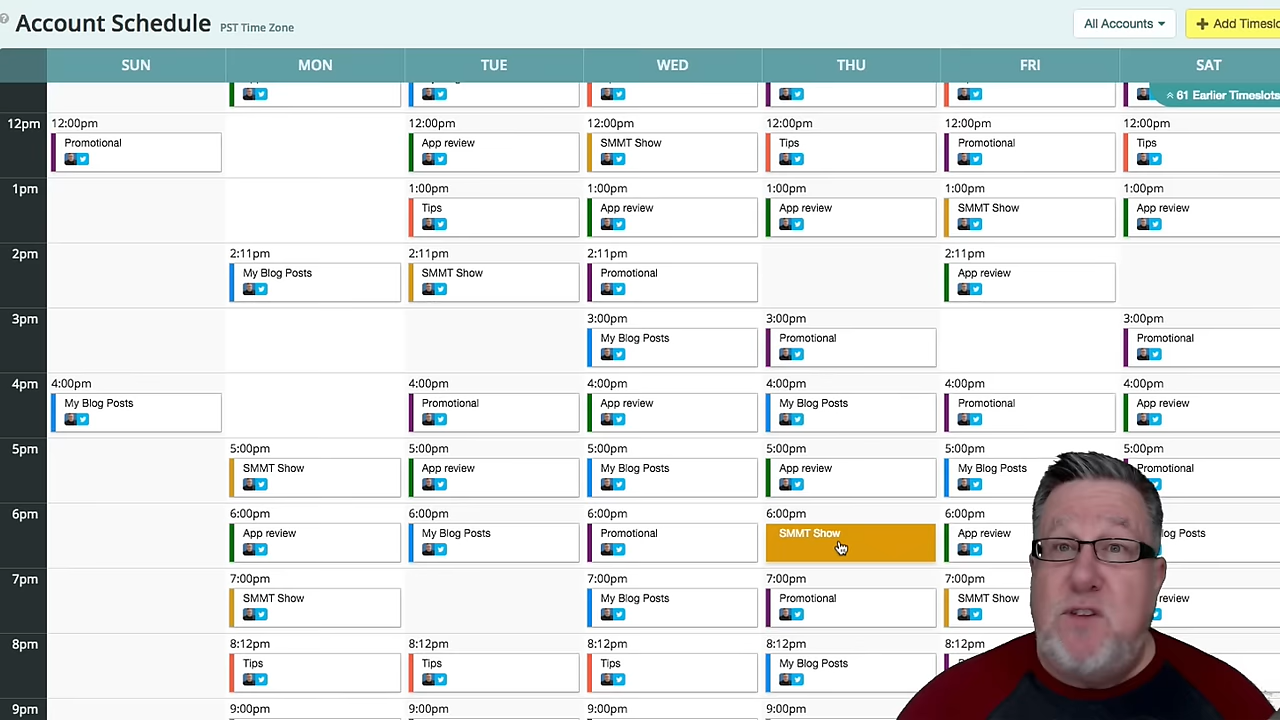 Account Schedule PST Time Zone All Accounts + Add Timeslo
SUN MON TUE WED THU FRI SAT
61 Earlier Timeslots
12pm 12:00pm 12:00pm 12:00pm 12:00pm 12:00pm 12:00pm
Promotional App review SMMT Show Tips Promotional Tips
1pm 1:00pm 1:00pm 1:00pm 1:00pm 1:00pm
Tips App review App review SMMT Show App review
2pm 2:11pm 2:11pm 2:11pm 2:11pm
My Blog Posts SMMT Show Promotional App review
3pm 3:00pm 3:00pm 3:00pm
My Blog Posts Promotional Promotional
4pm 4:00pm 4:00pm 4:00pm 4:00pm 4:00pm 4:00pm
My Blog Posts Promotional App review My Blog Posts Promotional App review
5pm 5:00pm 5:00pm 5:00pm 5:00pm 5:00pm 5:00pm
SMMT Show App review My Blog Posts App review My Blog Posts Promotional
6pm 6:00pm 6:00pm 6:00pm 6:00pm 6:00pm
App review My Blog Posts Promotional SMMT Show App review og Posts
7pm 7:00pm 7:00pm 7:00pm 7:00pm
SMMT Show My Blog Posts Promotional SMMT Show review
8pm 8:12pm 8:12pm 8:12pm 8:12pm 8:12pm
Tips Tips Tips My Blog Posts
9pm 9:00pm 9:00pm 9:00pm